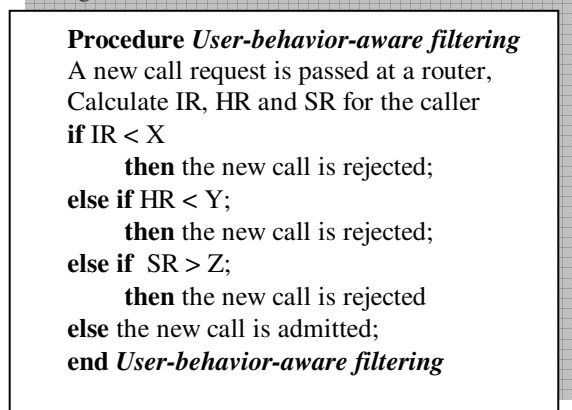 Procedure User-behavior-aware filtering
A new call request is passed at a router,
Calculate IR, HR and SR for the caller
if IR < X
then the new call is rejected;
else if HR < Y;
then the new call is rejected;
else if SR > Z;
then the new call is rejected
else the new call is admitted;
end User-behavior-aware filtering